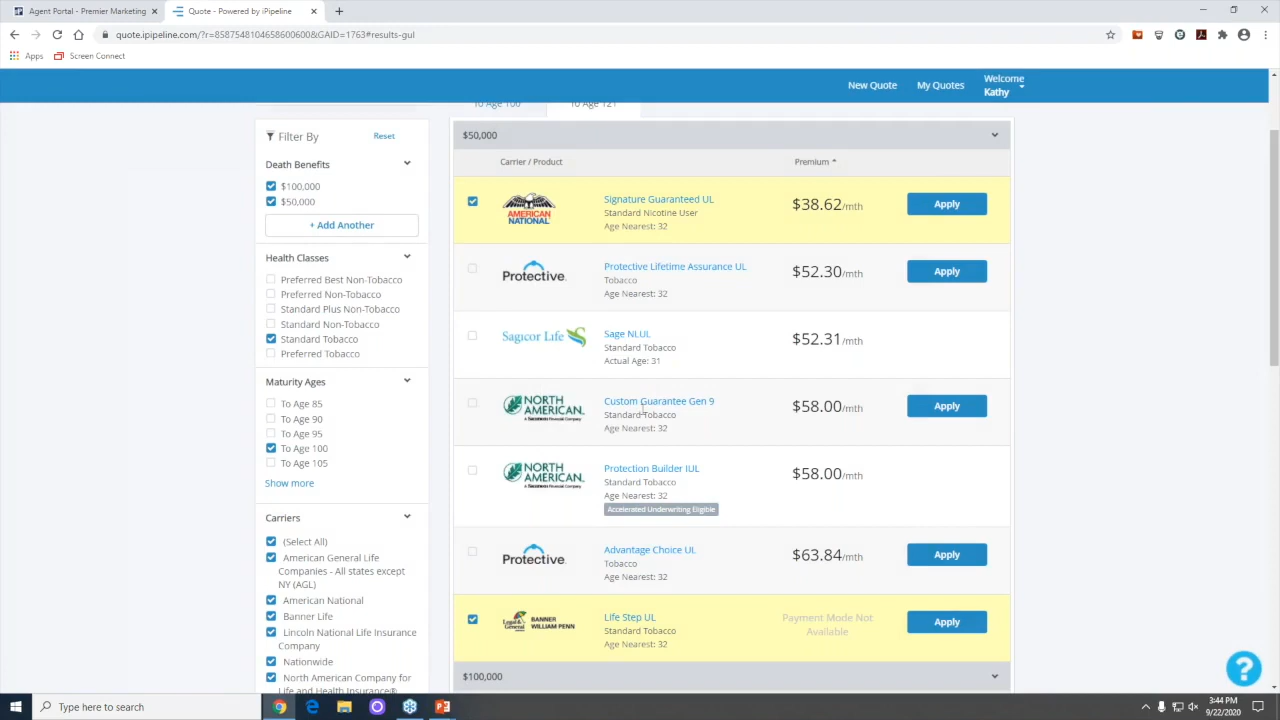 Agent Portal - Premier Marketing
Quote - Powered by iPipeline
quote.ipipeline.com/?r=8587548104658600600&GAID=1763#results-gul
Apps
Screen Connect
New Quote
My Quotes
Welcome
Kathy
To Age 100
To Age 121
Filter By
Reset
Death Benefits
$100,000
$50,000
+ Add Another
Health Classes
Preferred Best Non-Tobacco
Preferred Non-Tobacco
Standard Plus Non-Tobacco
Standard Non-Tobacco
Standard Tobacco
Preferred Tobacco
Maturity Ages
To Age 85
To Age 90
To Age 95
To Age 100
To Age 105
Show more
Carriers
(Select All)
American General Life
Companies - All states except
NY (AGL)
American National
Banner Life
Lincoln National Life Insurance
Company
Nationwide
North American Company for
Life and Health Insurance®
$50,000
Carrier / Product
Premium
AMERICAN
NATIONAL
Signature Guaranteed UL
Standard Nicotine User
Age Nearest: 32
$38.62/mth
Apply
Protective.
Protective Lifetime Assurance UL
Tobacco
Age Nearest: 32
$52.30/mth
Apply
Sagicor Life
Sage NLUL
Standard Tobacco
Actual Age: 31
$52.31/mth
NORTH
AMERICAN.
Custom Guarantee Gen 9
Standard Tobacco
Age Nearest: 32
$58.00/mth
Apply
NORTH
AMERICAN.
Protection Builder IUL
Standard Tobacco
Age Nearest: 32
Accelerated Underwriting Eligible
$58.00/mth
Protective.
Advantage Choice UL
Tobacco
Age Nearest: 32
$63.84/mth
Apply
Legal &
General
BANNER
WILLIAM PENN
Life Step UL
Standard Tobacco
Age Nearest: 32
Payment Mode Not
Available
Apply
$100,000
?
Type here to search
3:44 PM
9/22/2020